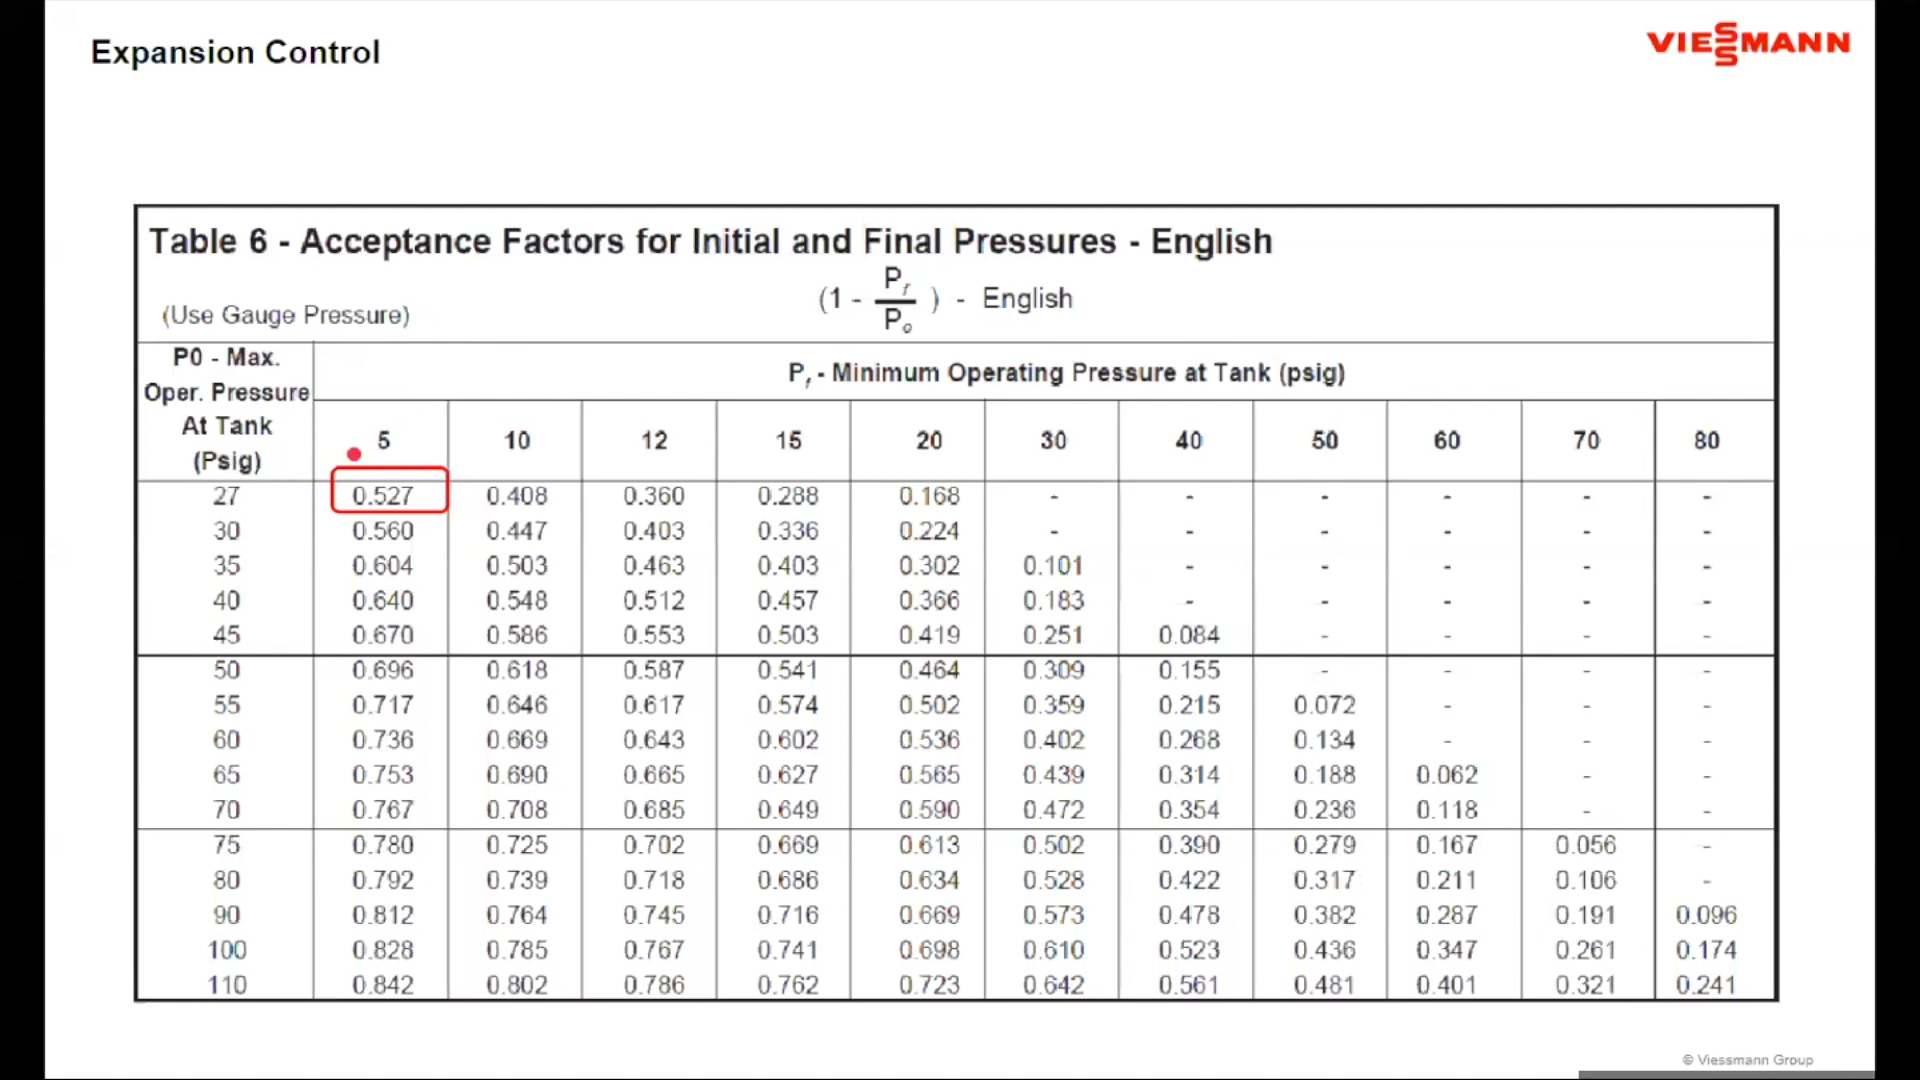 Expansion Control
VIESSMANN
Table 6 - Acceptance Factors for Initial and Final Pressures - English
(Use Gauge Pressure)
(1 - Pf / Po ) - English
P0 - Max.
Oper. Pressure
At Tank
(Psig)
Pf - Minimum Operating Pressure at Tank (psig)
5 10 12 15 20 30 40 50 60 70 80
27 0.527 0.408 0.360 0.288 0.168 - - - - - -
30 0.560 0.447 0.403 0.336 0.224 - - - - - -
35 0.604 0.503 0.463 0.403 0.302 0.101 - - - - -
40 0.640 0.548 0.512 0.457 0.366 0.183 - - - - -
45 0.670 0.586 0.553 0.503 0.419 0.251 0.084 - - - -
50 0.696 0.618 0.587 0.541 0.464 0.309 0.155 - - - -
55 0.717 0.646 0.617 0.574 0.502 0.359 0.215 0.072 - - -
60 0.736 0.669 0.643 0.602 0.536 0.402 0.268 0.134 - - -
65 0.753 0.690 0.665 0.627 0.565 0.439 0.314 0.188 0.062 - -
70 0.767 0.708 0.685 0.649 0.590 0.472 0.354 0.236 0.118 - -
75 0.780 0.725 0.702 0.669 0.613 0.502 0.390 0.279 0.167 0.056 -
80 0.792 0.739 0.718 0.686 0.634 0.528 0.422 0.317 0.211 0.106 -
90 0.812 0.764 0.745 0.716 0.669 0.573 0.478 0.382 0.287 0.191 0.096
100 0.828 0.785 0.767 0.741 0.698 0.610 0.523 0.436 0.347 0.261 0.174
110 0.842 0.802 0.786 0.762 0.723 0.642 0.561 0.481 0.401 0.321 0.241
© Viessmann Group